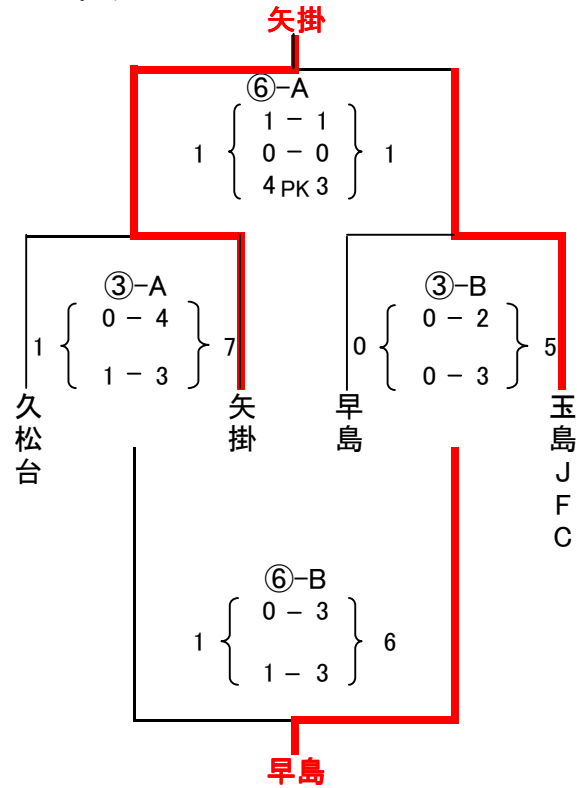 矢掛
⑥-A
1 － 1
1 { 0 － 0 } 1
4 PK 3
③-A
0 － 4
1 { } 7
1 － 3
③-B
0 － 2
0 { } 5
0 － 3
久松台
矢掛
早島
玉島JFC
⑥-B
0 － 3
1 { } 6
1 － 3
早島